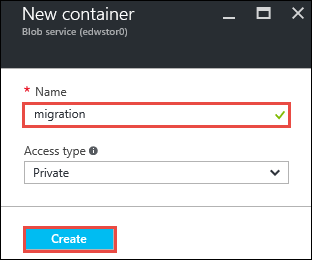 New container
Blob service (edwstor0)
* Name
migration
Access type
Private
Create